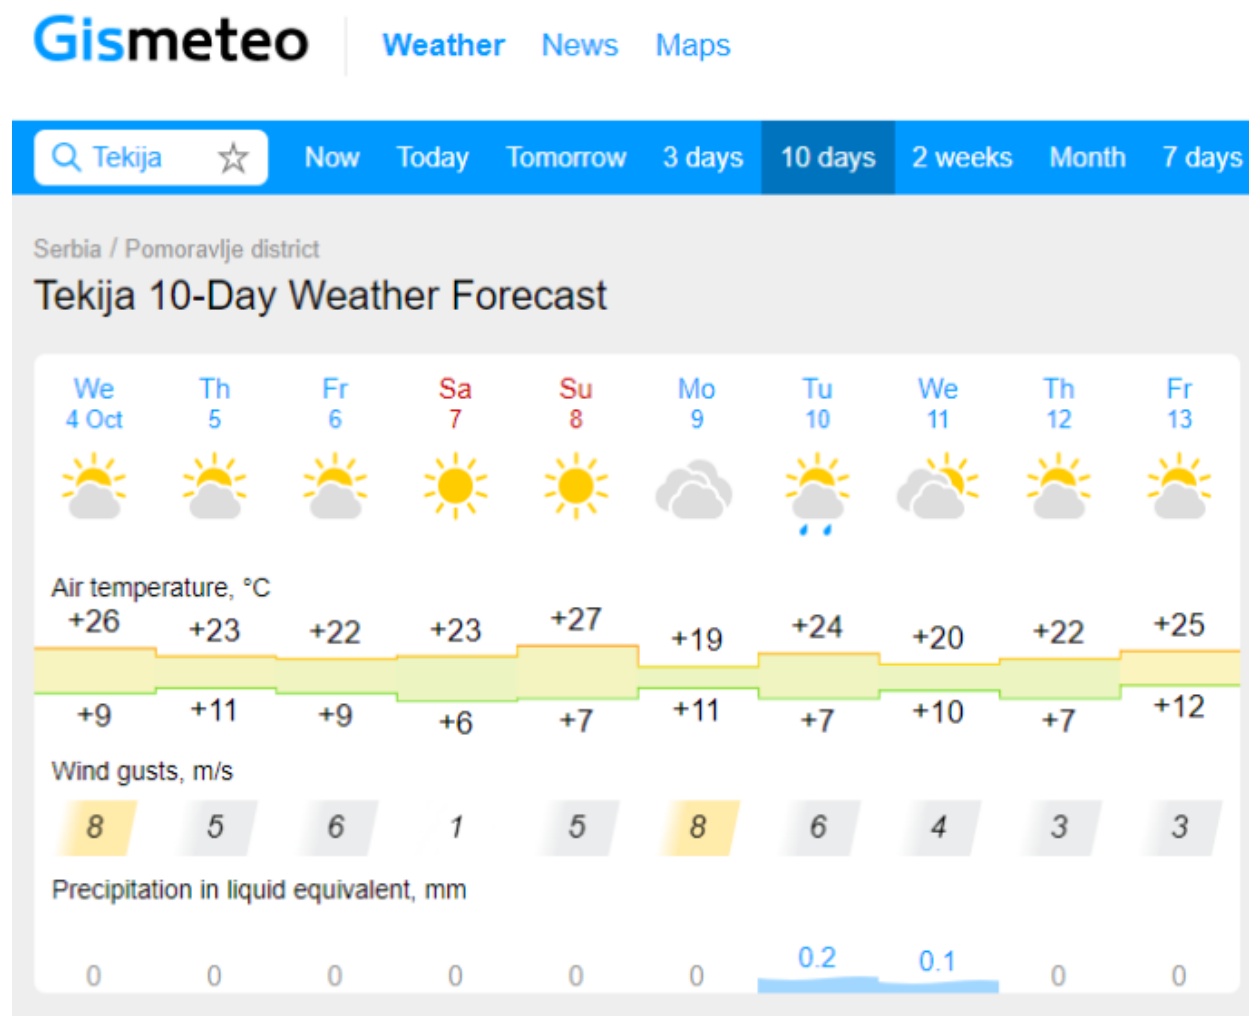 Gismeteo Weather News Maps
Tekija Now Today Tomorrow 3 days 10 days 2 weeks Month 7 days
Serbia / Pomoravlje district
Tekija 10-Day Weather Forecast
We Th Fr Sa Su Mo Tu We Th Fr
4 Oct 5 6 7 8 9 10 11 12 13
Air temperature, °C
+26 +23 +22 +23 +27 +19 +24 +20 +22 +25
+9 +11 +9 +6 +7 +11 +7 +10 +7 +12
Wind gusts, m/s
8 5 6 1 5 8 6 4 3 3
Precipitation in liquid equivalent, mm
0 0 0 0 0 0 0.2 0.1 0 0